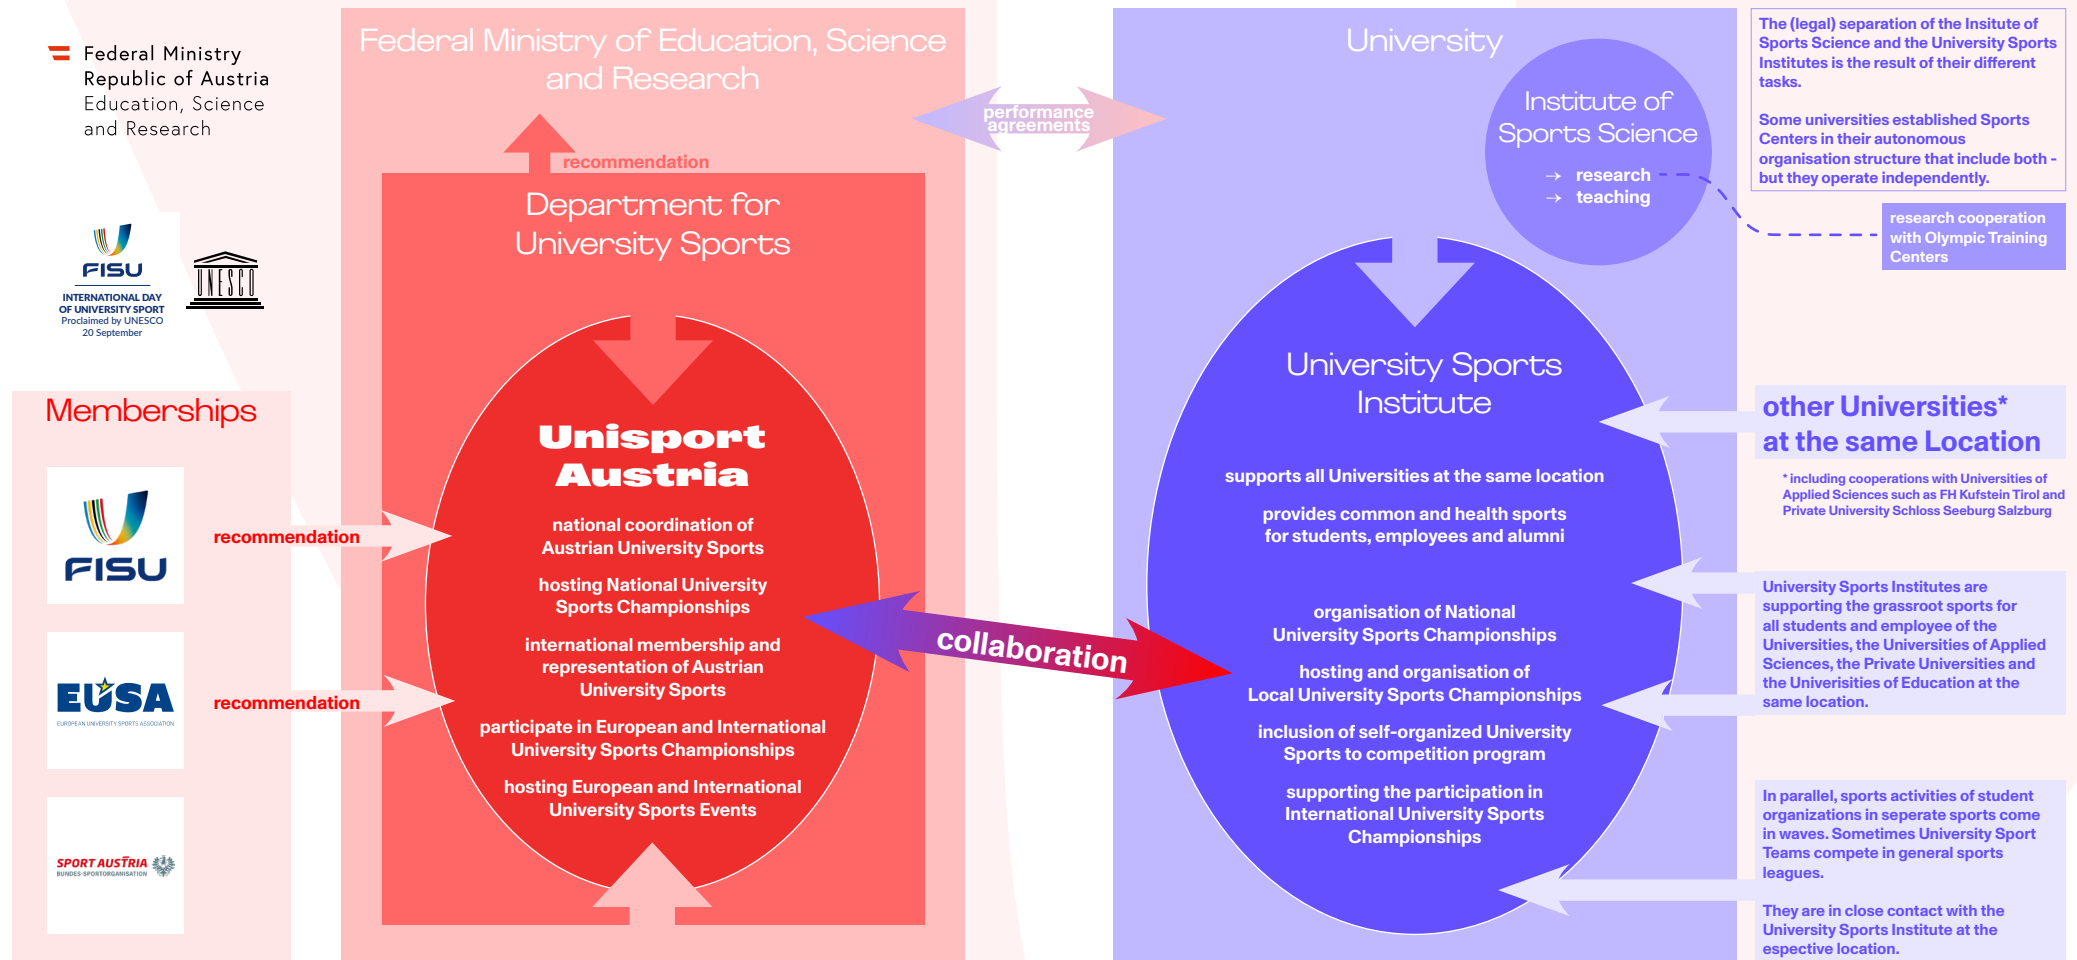 Federal Ministry
Republic of Austria
Education, Science
and Research
FISU
INTERNATIONAL DAY
OF UNIVERSITY SPORT
Proclaimed by UNESCO
20 September
UNESCO
Memberships
FISU
recommendation
EUSA
EUROPEAN UNIVERSITY SPORTS ASSOCIATION
recommendation
SPORT AUSTRIA
BUNDES-SPORTORGANISATION
Federal Ministry of Education, Science
and Research
recommendation
Department for
University Sports
Unisport
Austria
national coordination of
Austrian University Sports
hosting National University
Sports Championships
international membership and
representation of Austrian
University Sports
participate in European and International
University Sports Championships
hosting European and International
University Sports Events
performance
agreements
collaboration
University
Institute of
Sports Science
→ research
→ teaching
University Sports
Institute
supports all Universities at the same location
provides common and health sports
for students, employees and alumni
organisation of National
University Sports Championships
hosting and organisation of
Local University Sports Championships
inclusion of self-organized University
Sports to competition program
supporting the participation in
International University Sports
Championships
The (legal) separation of the Insitute of
Sports Science and the University Sports
Institutes is the result of their different
tasks.
Some universities established Sports
Centers in their autonomous
organisation structure that include both -
but they operate independently.
research cooperation
with Olympic Training
Centers
other Universities*
at the same Location
* including cooperations with Universities of
Applied Sciences such as FH Kufstein Tirol and
Private University Schloss Seeburg Salzburg
University Sports Institutes are
supporting the grassroot sports for
all students and employee of the
Universities, the Universities of Applied
Sciences, the Private Universities and
the Univerisities of Education at the
same location.
In parallel, sports activities of student
organizations in seperate sports come
in waves. Sometimes University Sport
Teams compete in general sports
leagues.
They are in close contact with the
University Sports Institute at the
espective location.